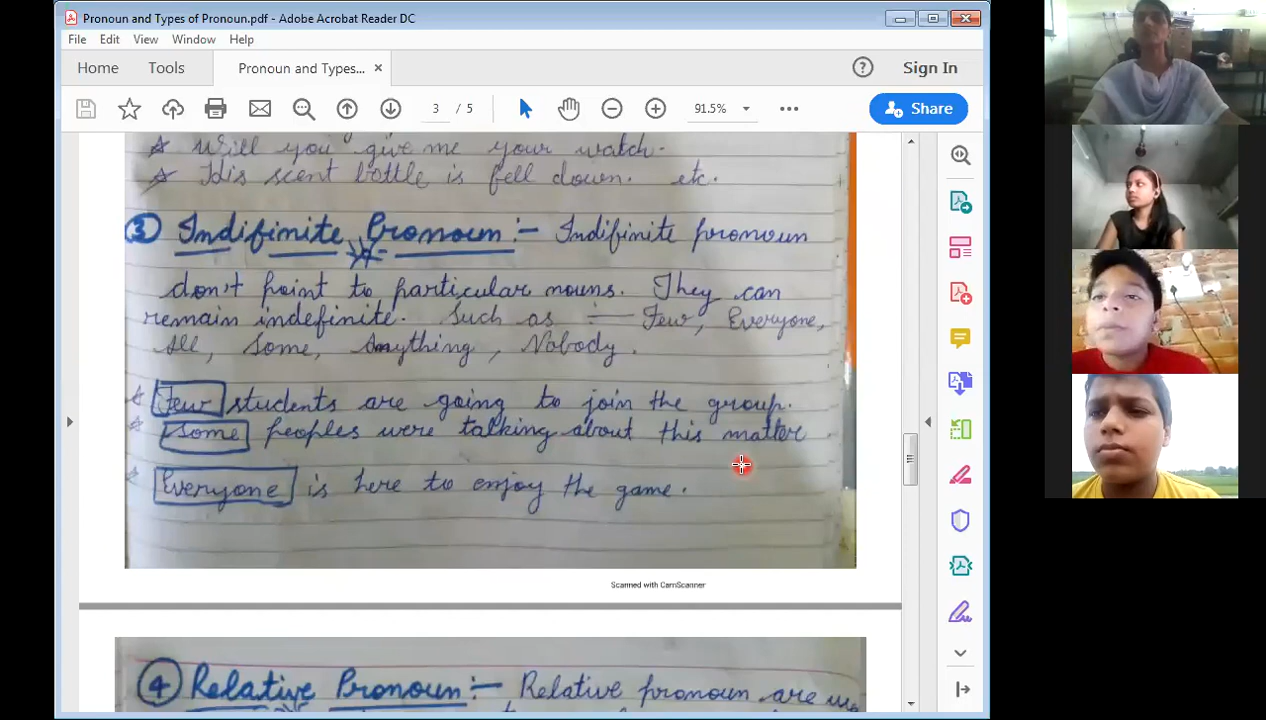 Pronoun and Types of Pronoun.pdf - Adobe Acrobat Reader DC
File Edit View Window Help
Home Tools Pronoun and Types... × Sign In
3 / 5 91.5% Share
☆ Will you give me your watch.
☆ This scent bottle is fell down. etc.
③ Indifinite Pronoun :- Indifinite pronoun
don't point to particular nouns. They can
remain indefinite. Such as — Few, Everyone,
All, Some, Anything, Nobody.
☆ Few students are going to join the group.
☆ Some peoples were talking about this matter.
☆ Everyone is here to enjoy the game.
Scanned with CamScanner
④ Relative Pronoun :- Relative pronoun are